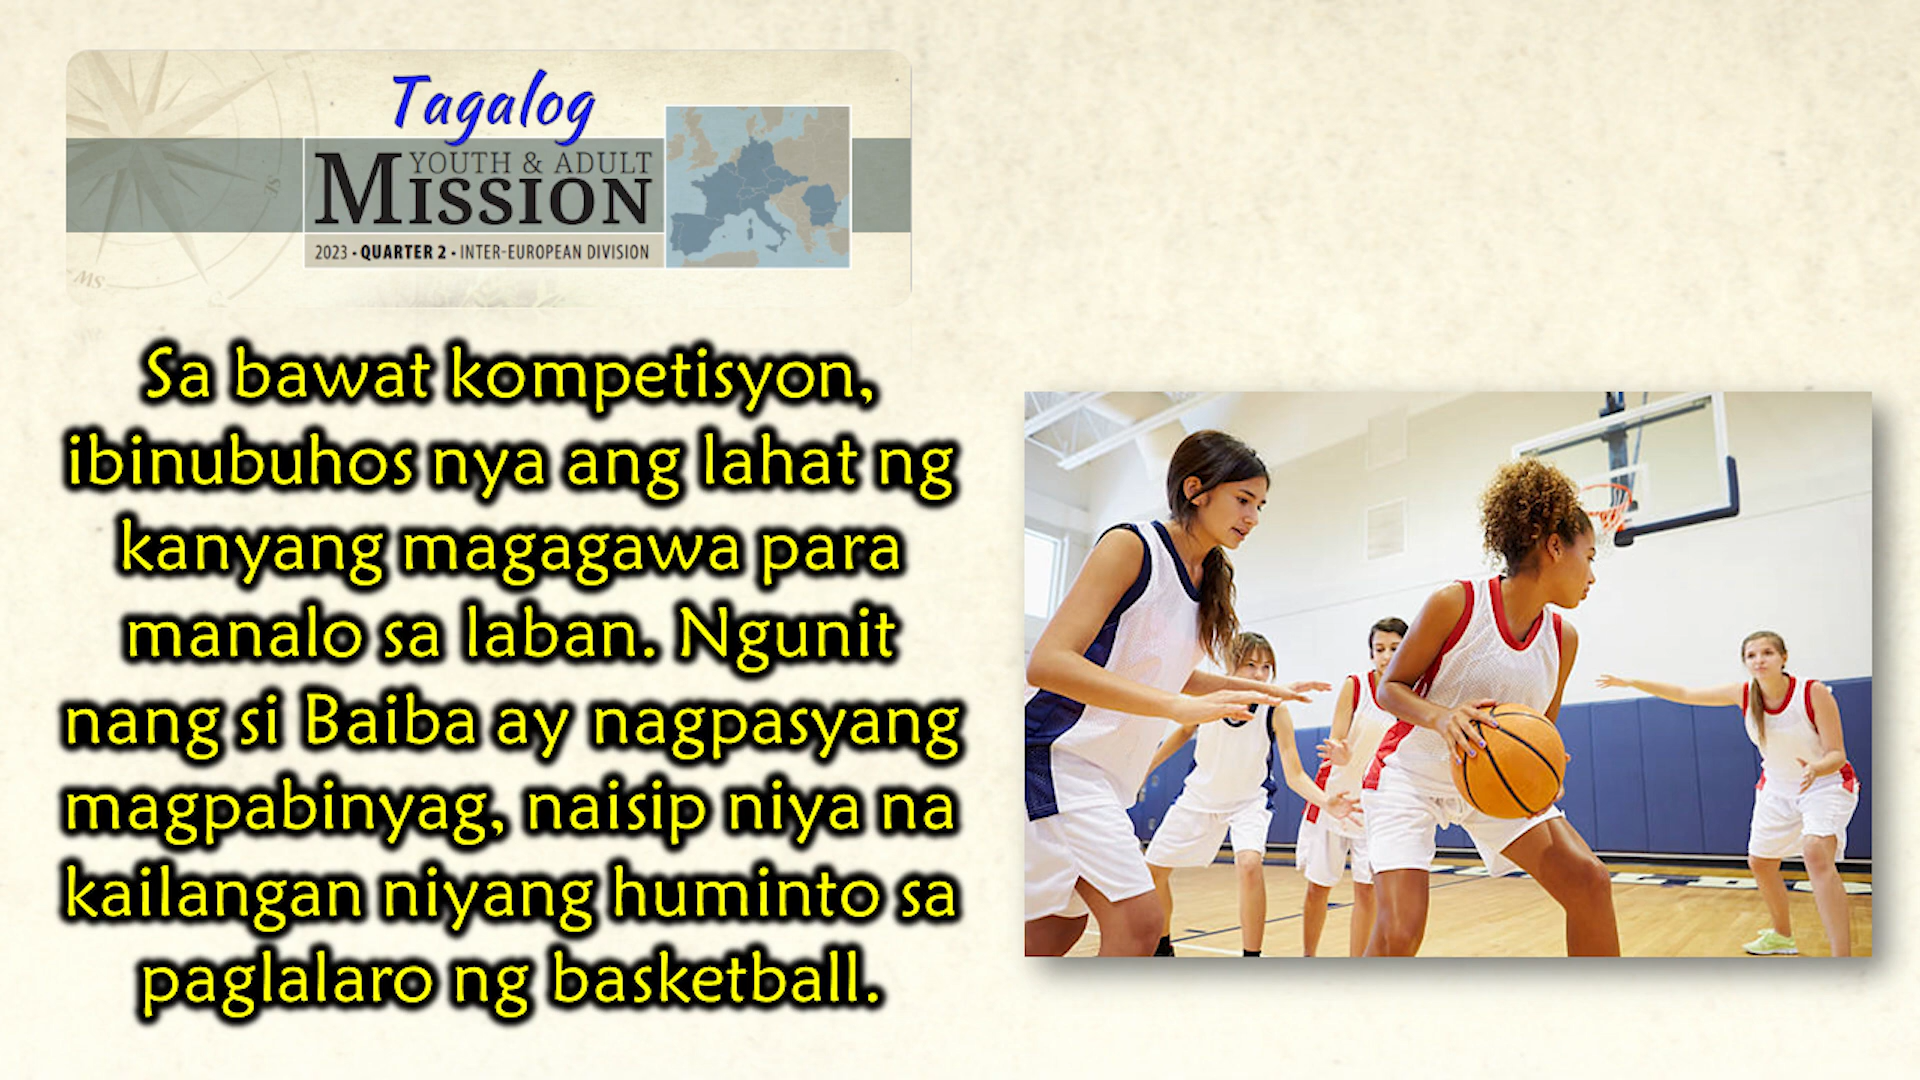 Tagalog
YOUTH & ADULT
MISSION
2023 • QUARTER 2 • INTER-EUROPEAN DIVISION
MS
Sa bawat kompetisyon,
ibinubuhos nya ang lahat ng
kanyang magagawa para
manalo sa laban. Ngunit
nang si Baiba ay nagpasyang
magpabinyag, naisip niya na
kailangan niyang huminto sa
paglalaro ng basketball.